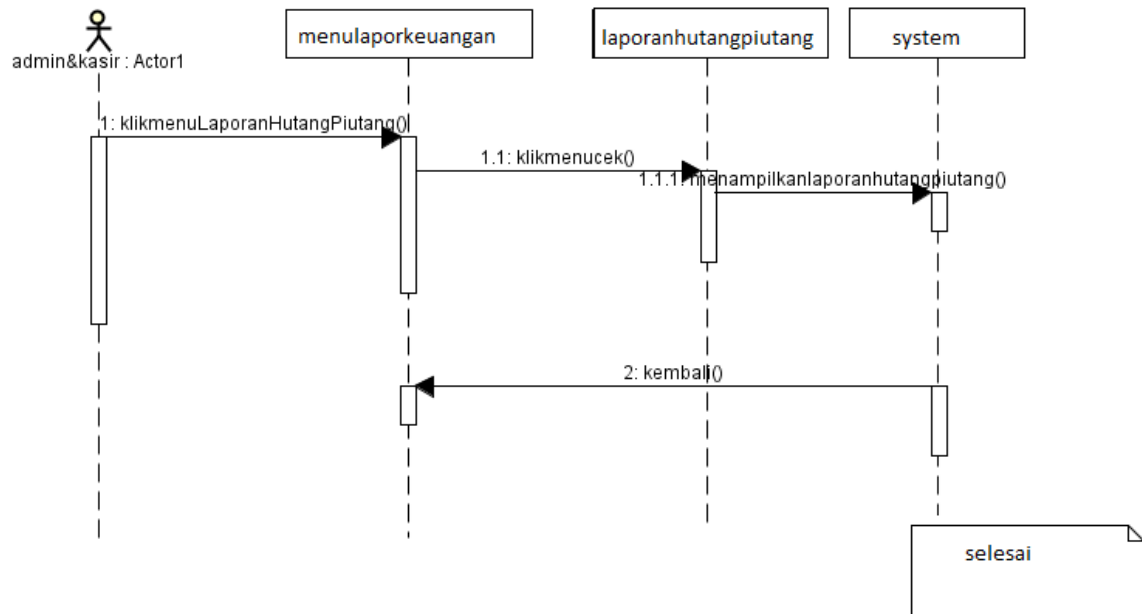 admin&kasir : Actor1
menulaporkeuangan
laporanhutangpiutang
system
1: klikmenuLaporanHutangPiutang()
1.1: klikmenucek()
1.1.1: menampilkanlaporanhutangpiutang()
2: kembali()
selesai